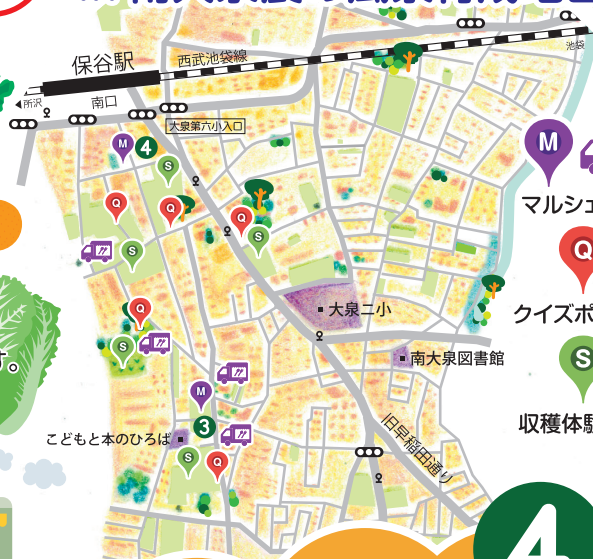 保谷駅
西武池袋線
池袋
所沢
南口
大泉第六小入口
M
4
S
M
マルシェ
Q
Q
Q
S
S
Q
クイズポ
大泉二小
Q
S
S
収穫体験
南大泉図書館
す。
M
3
こどもと本のひろば
旧早稲田通り
S
Q
4